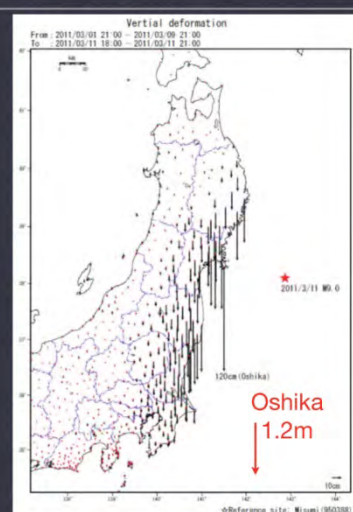 Vertial deformation
From : 2011/03/01 21:00 - 2011/03/09 21:00
To : 2011/03/11 18:00 - 2011/03/11 21:00
2011/3/11 M9.0
120cm(Oshika)
Oshika
1.2m
10cm
☆Reference site: Misumi(950388)